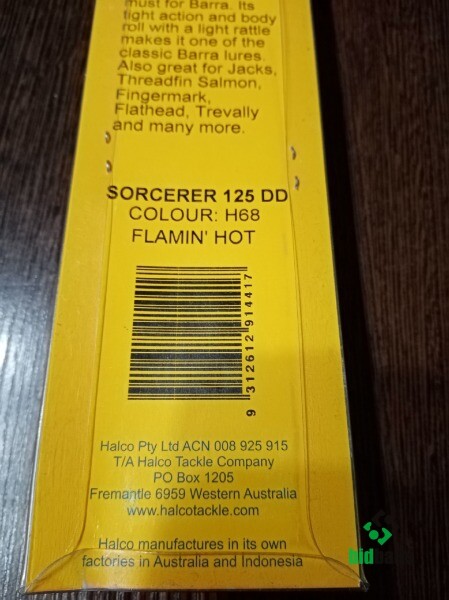 must for Barra. Its
tight action and body
roll with a light rattle
makes it one of the
classic Barra lures.
Also great for Jacks,
Threadfin Salmon,
Fingermark,
Flathead, Trevally
and many more.
SORCERER 125 DD
COLOUR: H68
FLAMIN' HOT
9 312612 914417
Halco Pty Ltd ACN 008 925 915
T/A Halco Tackle Company
PO Box 1205
Fremantle 6959 Western Australia
www.halcotackle.com
Halco manufactures in its own
factories in Australia and Indonesia